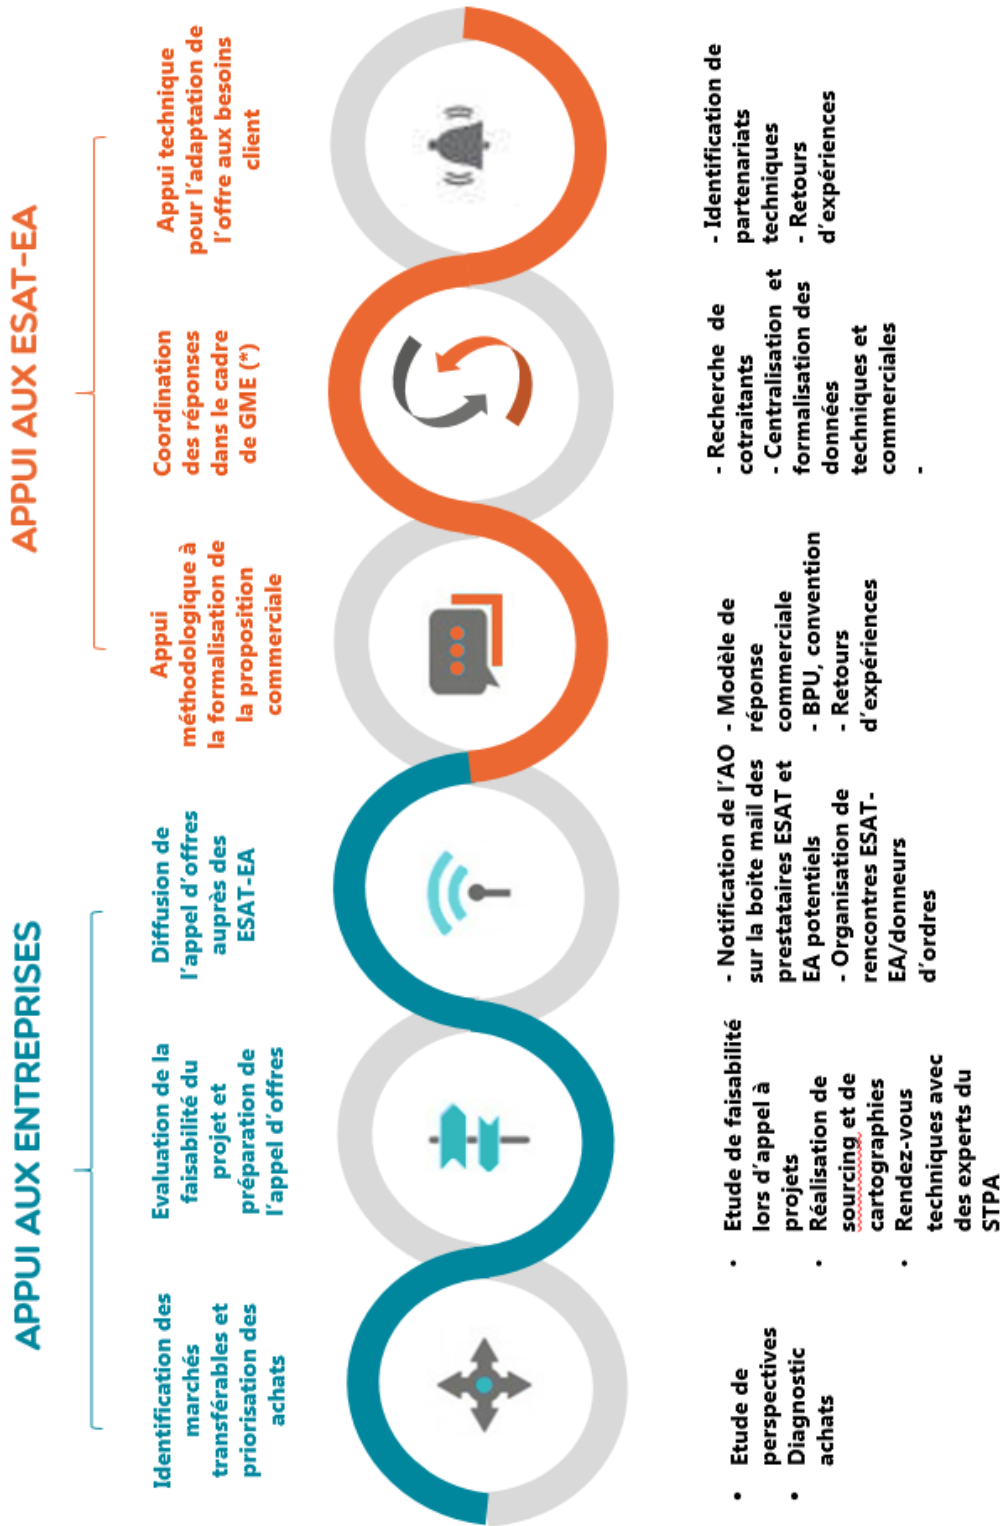 APPUI AUX ENTREPRISES
Identification des
marchés
transférables et
priorisation des
achats
Evaluation de la
faisabilité du
projet et
préparation de
l'appel d'offres
Diffusion de
l'appel d'offres
auprès des
ESAT-EA
APPUI AUX ESAT-EA
Appui
méthodologique à
la formalisation de
la proposition
commerciale
Coordination
des réponses
dans le cadre
de GME (*)
Appui technique
pour l'adaptation de
l'offre aux besoins
client
• Etude de
perspectives
• Diagnostic
achats
• Etude de faisabilité
lors d'appel à
projets
• Réalisation de
sourcing et de
cartographies
• Rendez-vous
techniques avec
des experts du
STPA
- Notification de l'AO
sur la boite mail des
prestataires ESAT et
EA potentiels
- Organisation de
rencontres ESAT-
EA/donneurs
d'ordres
- Modèle de
réponse
commerciale
- BPU, convention
- Retours
d'expériences
- Recherche de
cotraitants
- Centralisation et
formalisation des
données
techniques et
commerciales
-
- Identification de
partenariats
techniques
- Retours
d'expériences